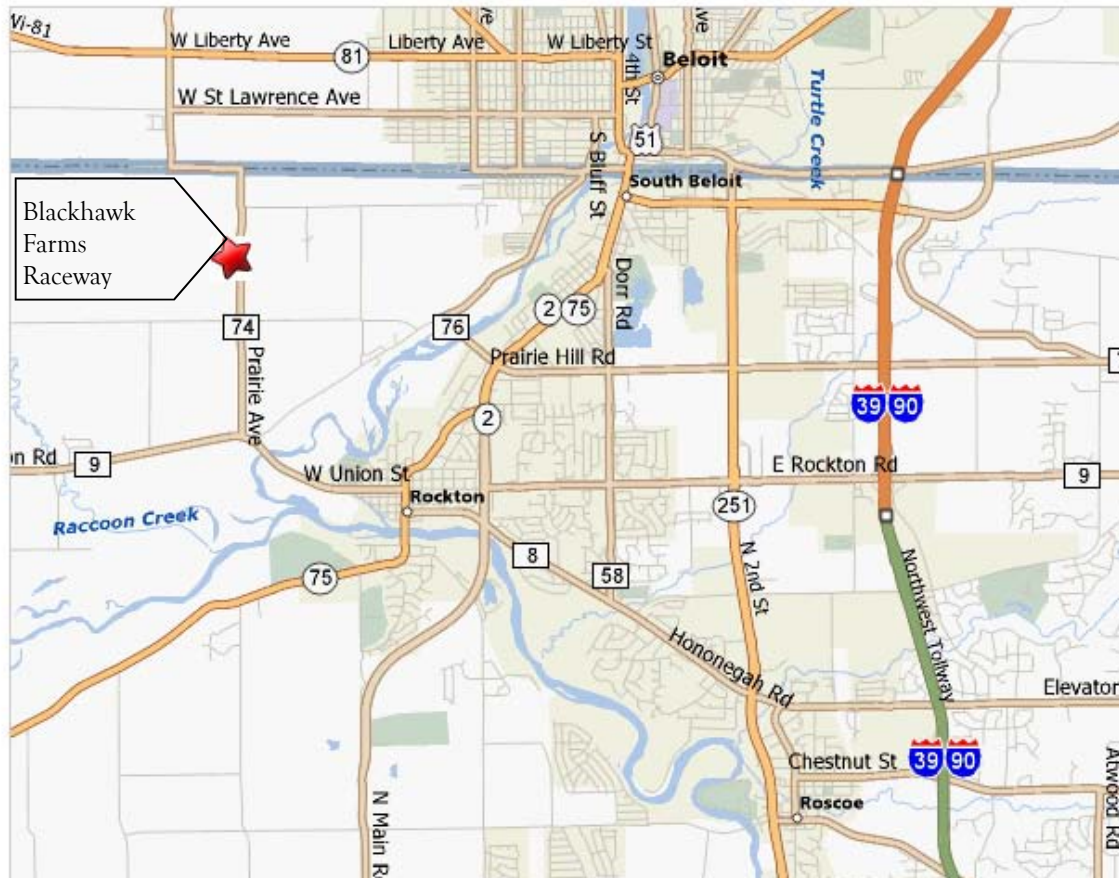 Wi-81
W Liberty Ave
81
Liberty Ave
W Liberty St
4th St
Beloit
W St Lawrence Ave
51
Turtle Creek
S Bluff St
South Beloit
Blackhawk
Farms
Raceway
Dorr Rd
2
75
74
76
Prairie Hill Rd
Prairie Ave
2
39
90
on Rd
9
W Union St
E Rockton Rd
9
Rockton
251
Raccoon Creek
8
58
75
N 2nd St
Northwest Tollway
Hononegah Rd
Elevator
Chestnut St
39
90
Roscoe
Atwood Rd
N Main Rd